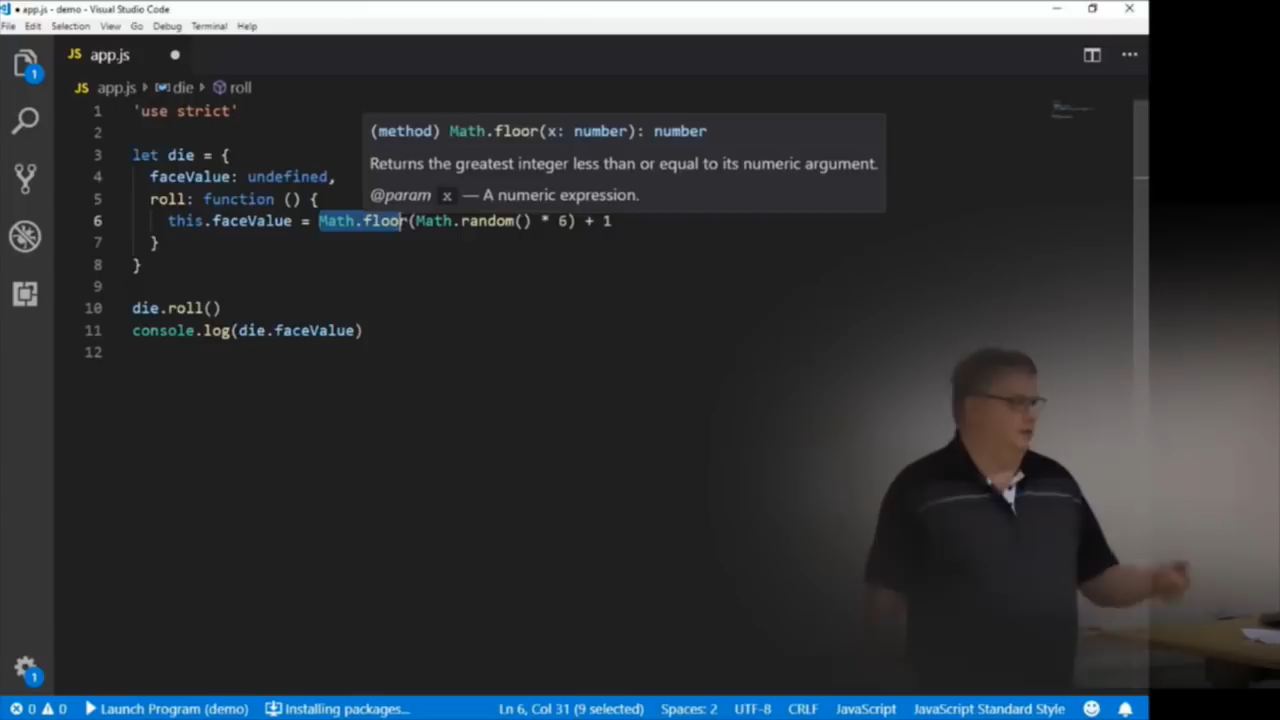 app.js - demo - Visual Studio Code
File Edit Selection View Go Debug Terminal Help
JS app.js
JS app.js die roll
1 'use strict'
2
3 let die = {
4 faceValue: undefined,
5 roll: function () {
6 this.faceValue = Math.floor(Math.random() * 6) + 1
7 }
8 }
9
10 die.roll()
11 console.log(die.faceValue)
12
(method) Math.floor(x: number): number
Returns the greatest integer less than or equal to its numeric argument.
@param x — A numeric expression.
1
1
0 0 Launch Program (demo) Installing packages... Ln 6, Col 31 (9 selected) Spaces: 2 UTF-8 CRLF JavaScript JavaScript Standard Style